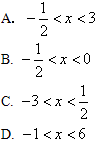 A. -1/2 < x < 3
B. -1/2 < x < 0
C. -3 < x < 1/2
D. -1 < x < 6